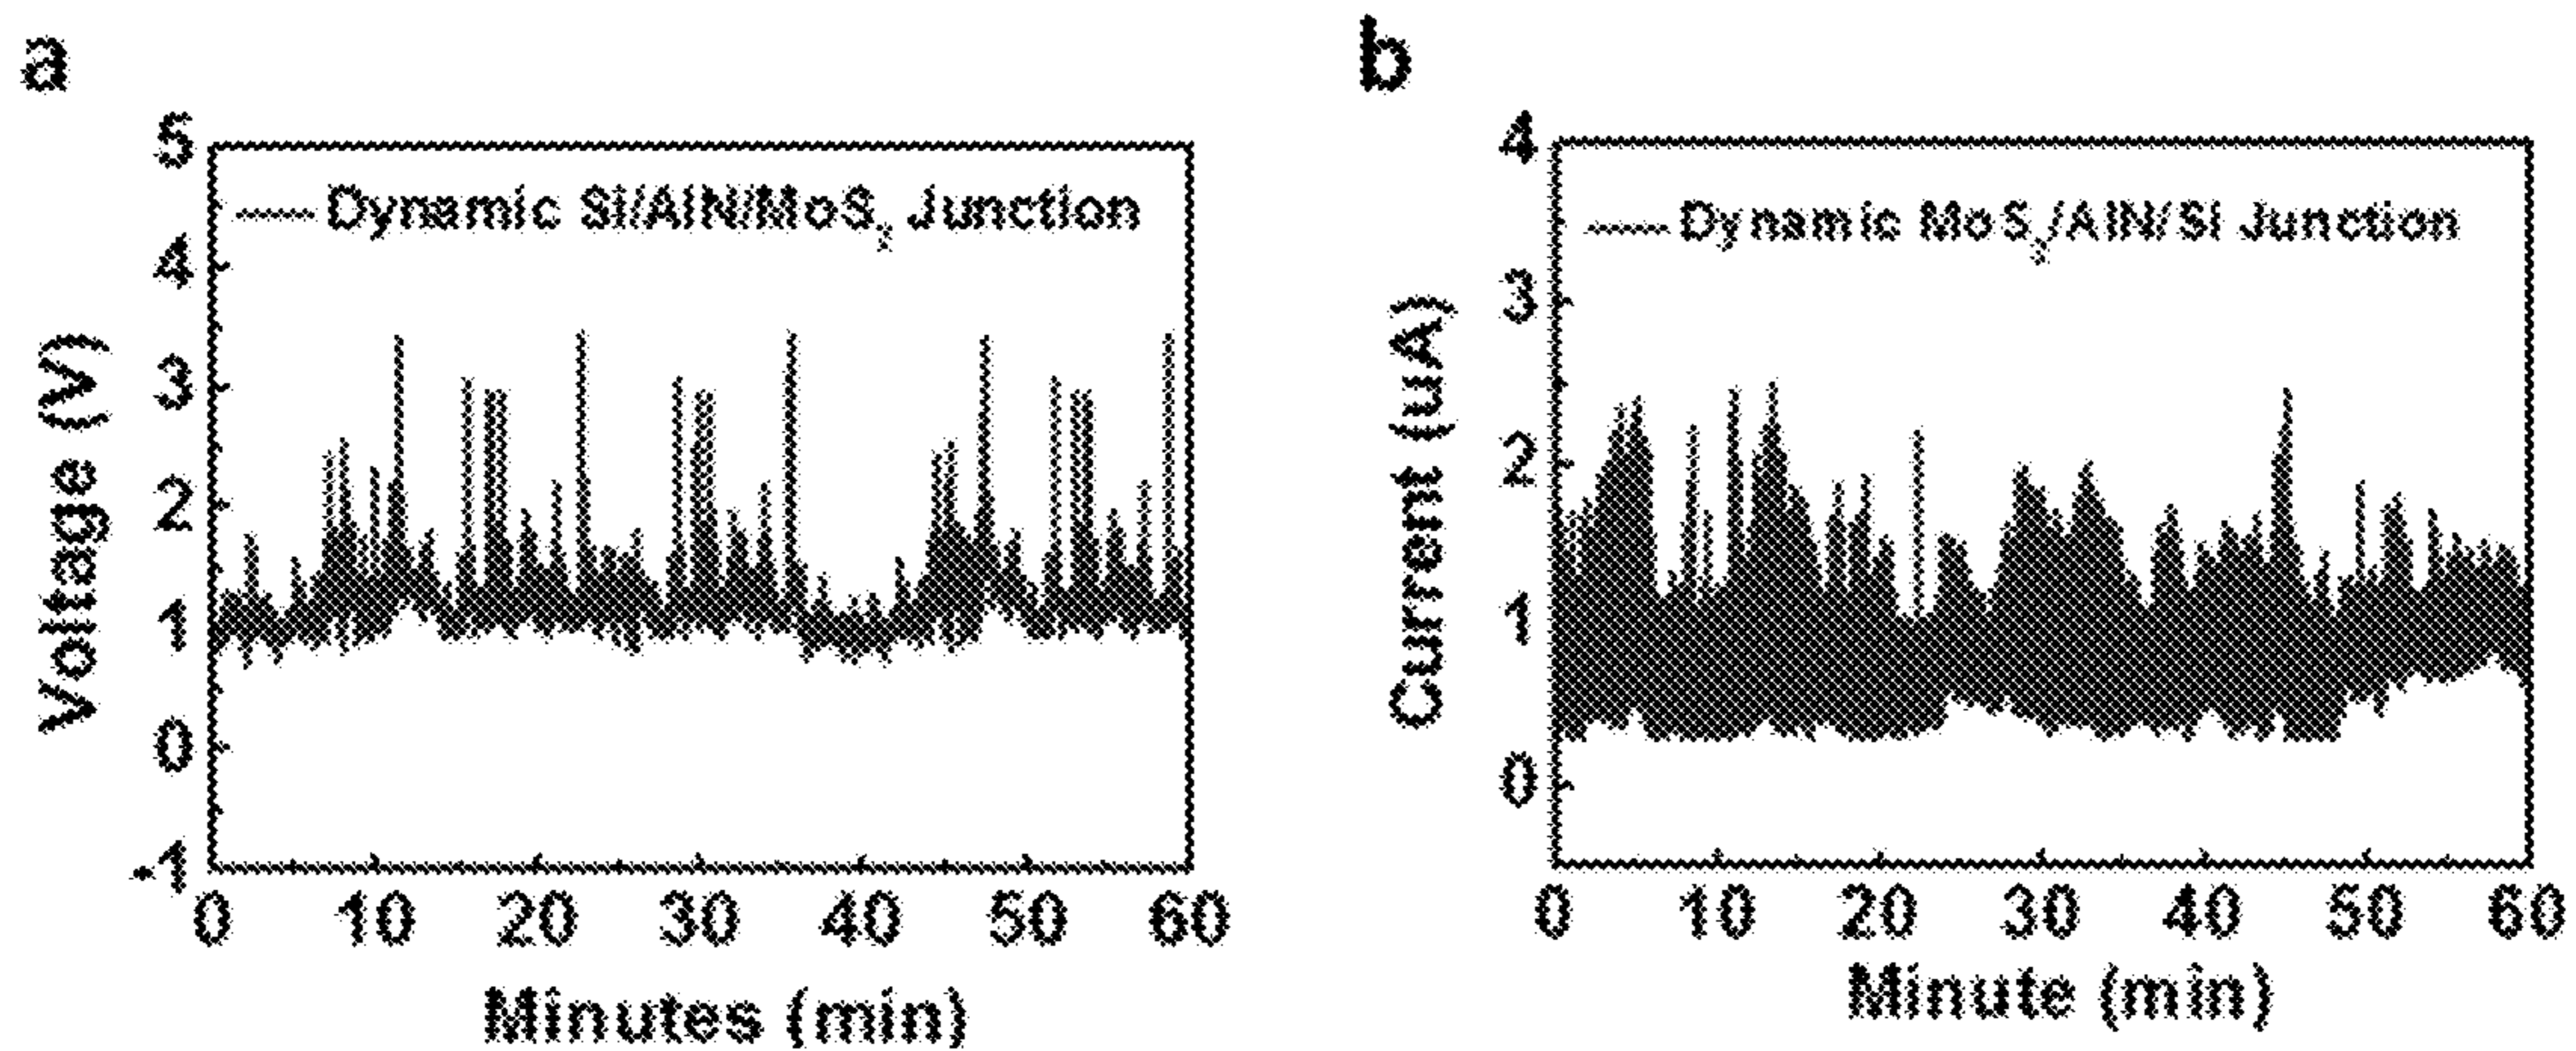 a
5
Dynamic Si/AlN/MoS₂ Junction
4
3
2
1
0
-1
Voltage (V)
0 10 20 30 40 50 60
Minutes (min)
b
4
Dynamic MoS₂/AlN/Si Junction
3
2
1
0
Current (uA)
0 10 20 30 40 50 60
Minute (min)